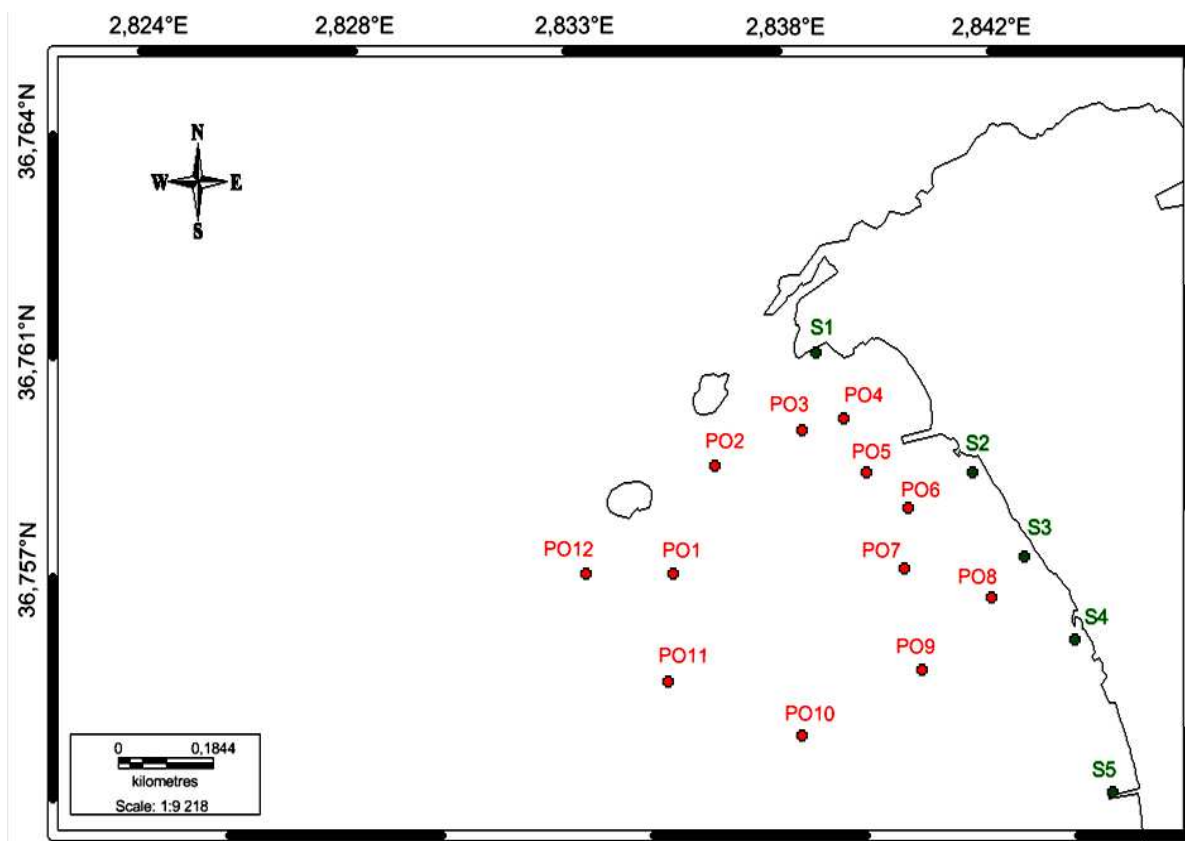 2,824°E 2,828°E 2,833°E 2,838°E 2,842°E
36,764°N
N
W E
S
36,761°N
S1
PO3 PO4
PO2 PO5 S2
PO6
S3
36,757°N
PO12 PO1 PO7
PO8
S4
PO11 PO9
PO10
S5
0 0,1844
kilometres
Scale: 1:9 218